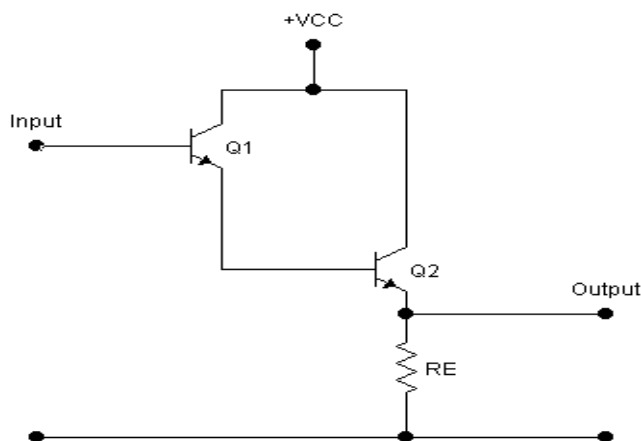 +VCC
Input
Q1
Q2
Output
RE